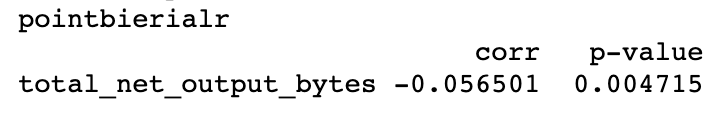 pointbierialr
corr p-value
total_net_output_bytes -0.056501 0.004715